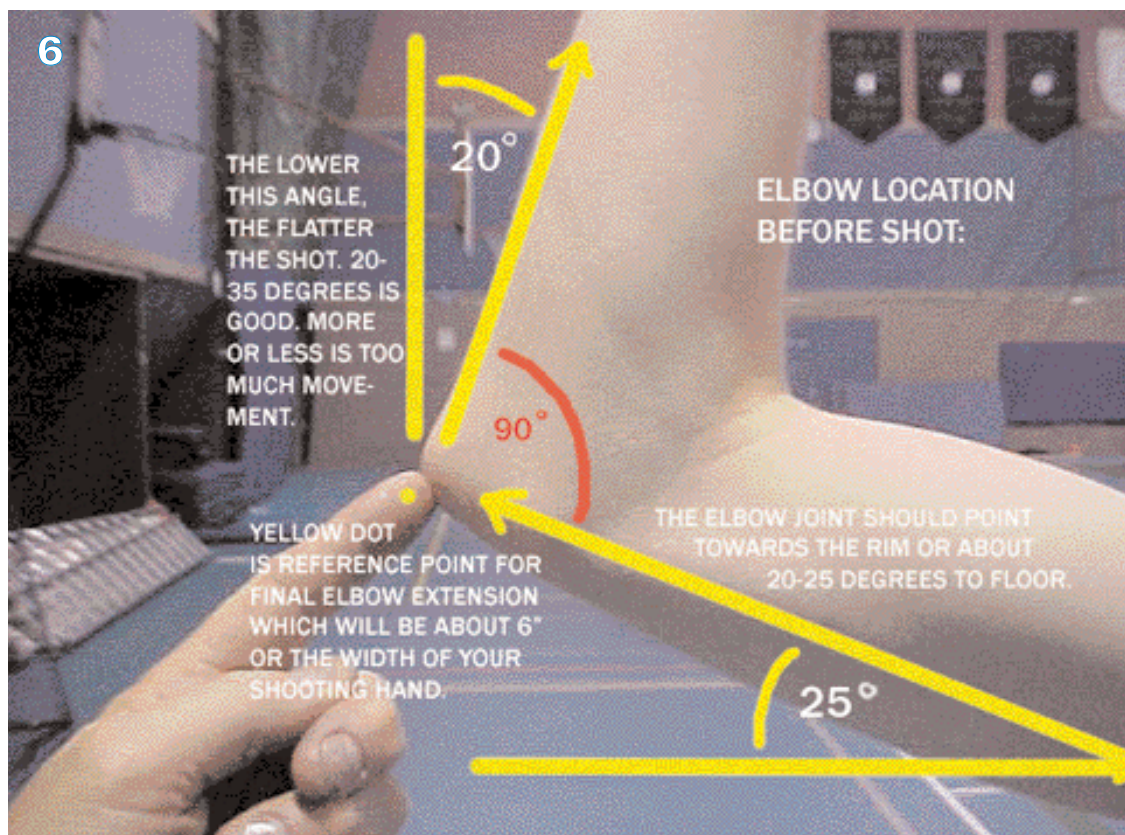 6
20°
THE LOWER
THIS ANGLE,
THE FLATTER
THE SHOT. 20-
35 DEGREES IS
GOOD. MORE
OR LESS IS TOO
MUCH MOVE-
MENT.
ELBOW LOCATION
BEFORE SHOT:
90°
YELLOW DOT
IS REFERENCE POINT FOR
FINAL ELBOW EXTENSION
WHICH WILL BE ABOUT 6"
OR THE WIDTH OF YOUR
SHOOTING HAND.
THE ELBOW JOINT SHOULD POINT
TOWARDS THE RIM OR ABOUT
20-25 DEGREES TO FLOOR.
25°